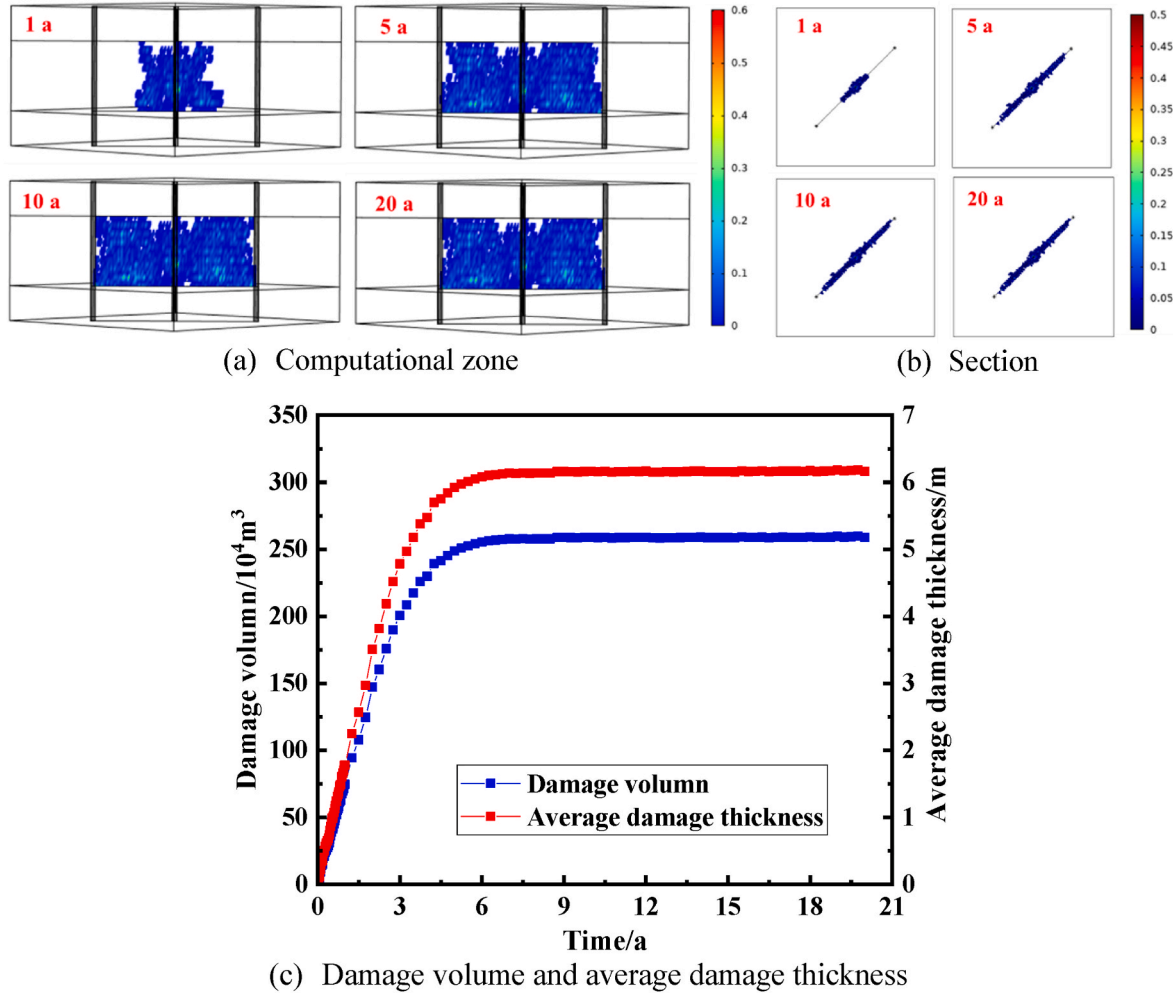 1 a
5 a
0.6
0.5
0.4
0.3
0.2
0.1
0
10 a
20 a
(a) Computational zone
1 a
5 a
0.5
0.45
0.4
0.35
0.3
0.25
0.2
0.15
0.1
0.05
0
10 a
20 a
(b) Section
350
300
250
200
150
100
50
0
Damage volumn/10⁴m³
7
6
5
4
3
2
1
0
Average damage thickness/m
Damage volumn
Average damage thickness
0 3 6 9 12 15 18 21
Time/a
(c) Damage volume and average damage thickness